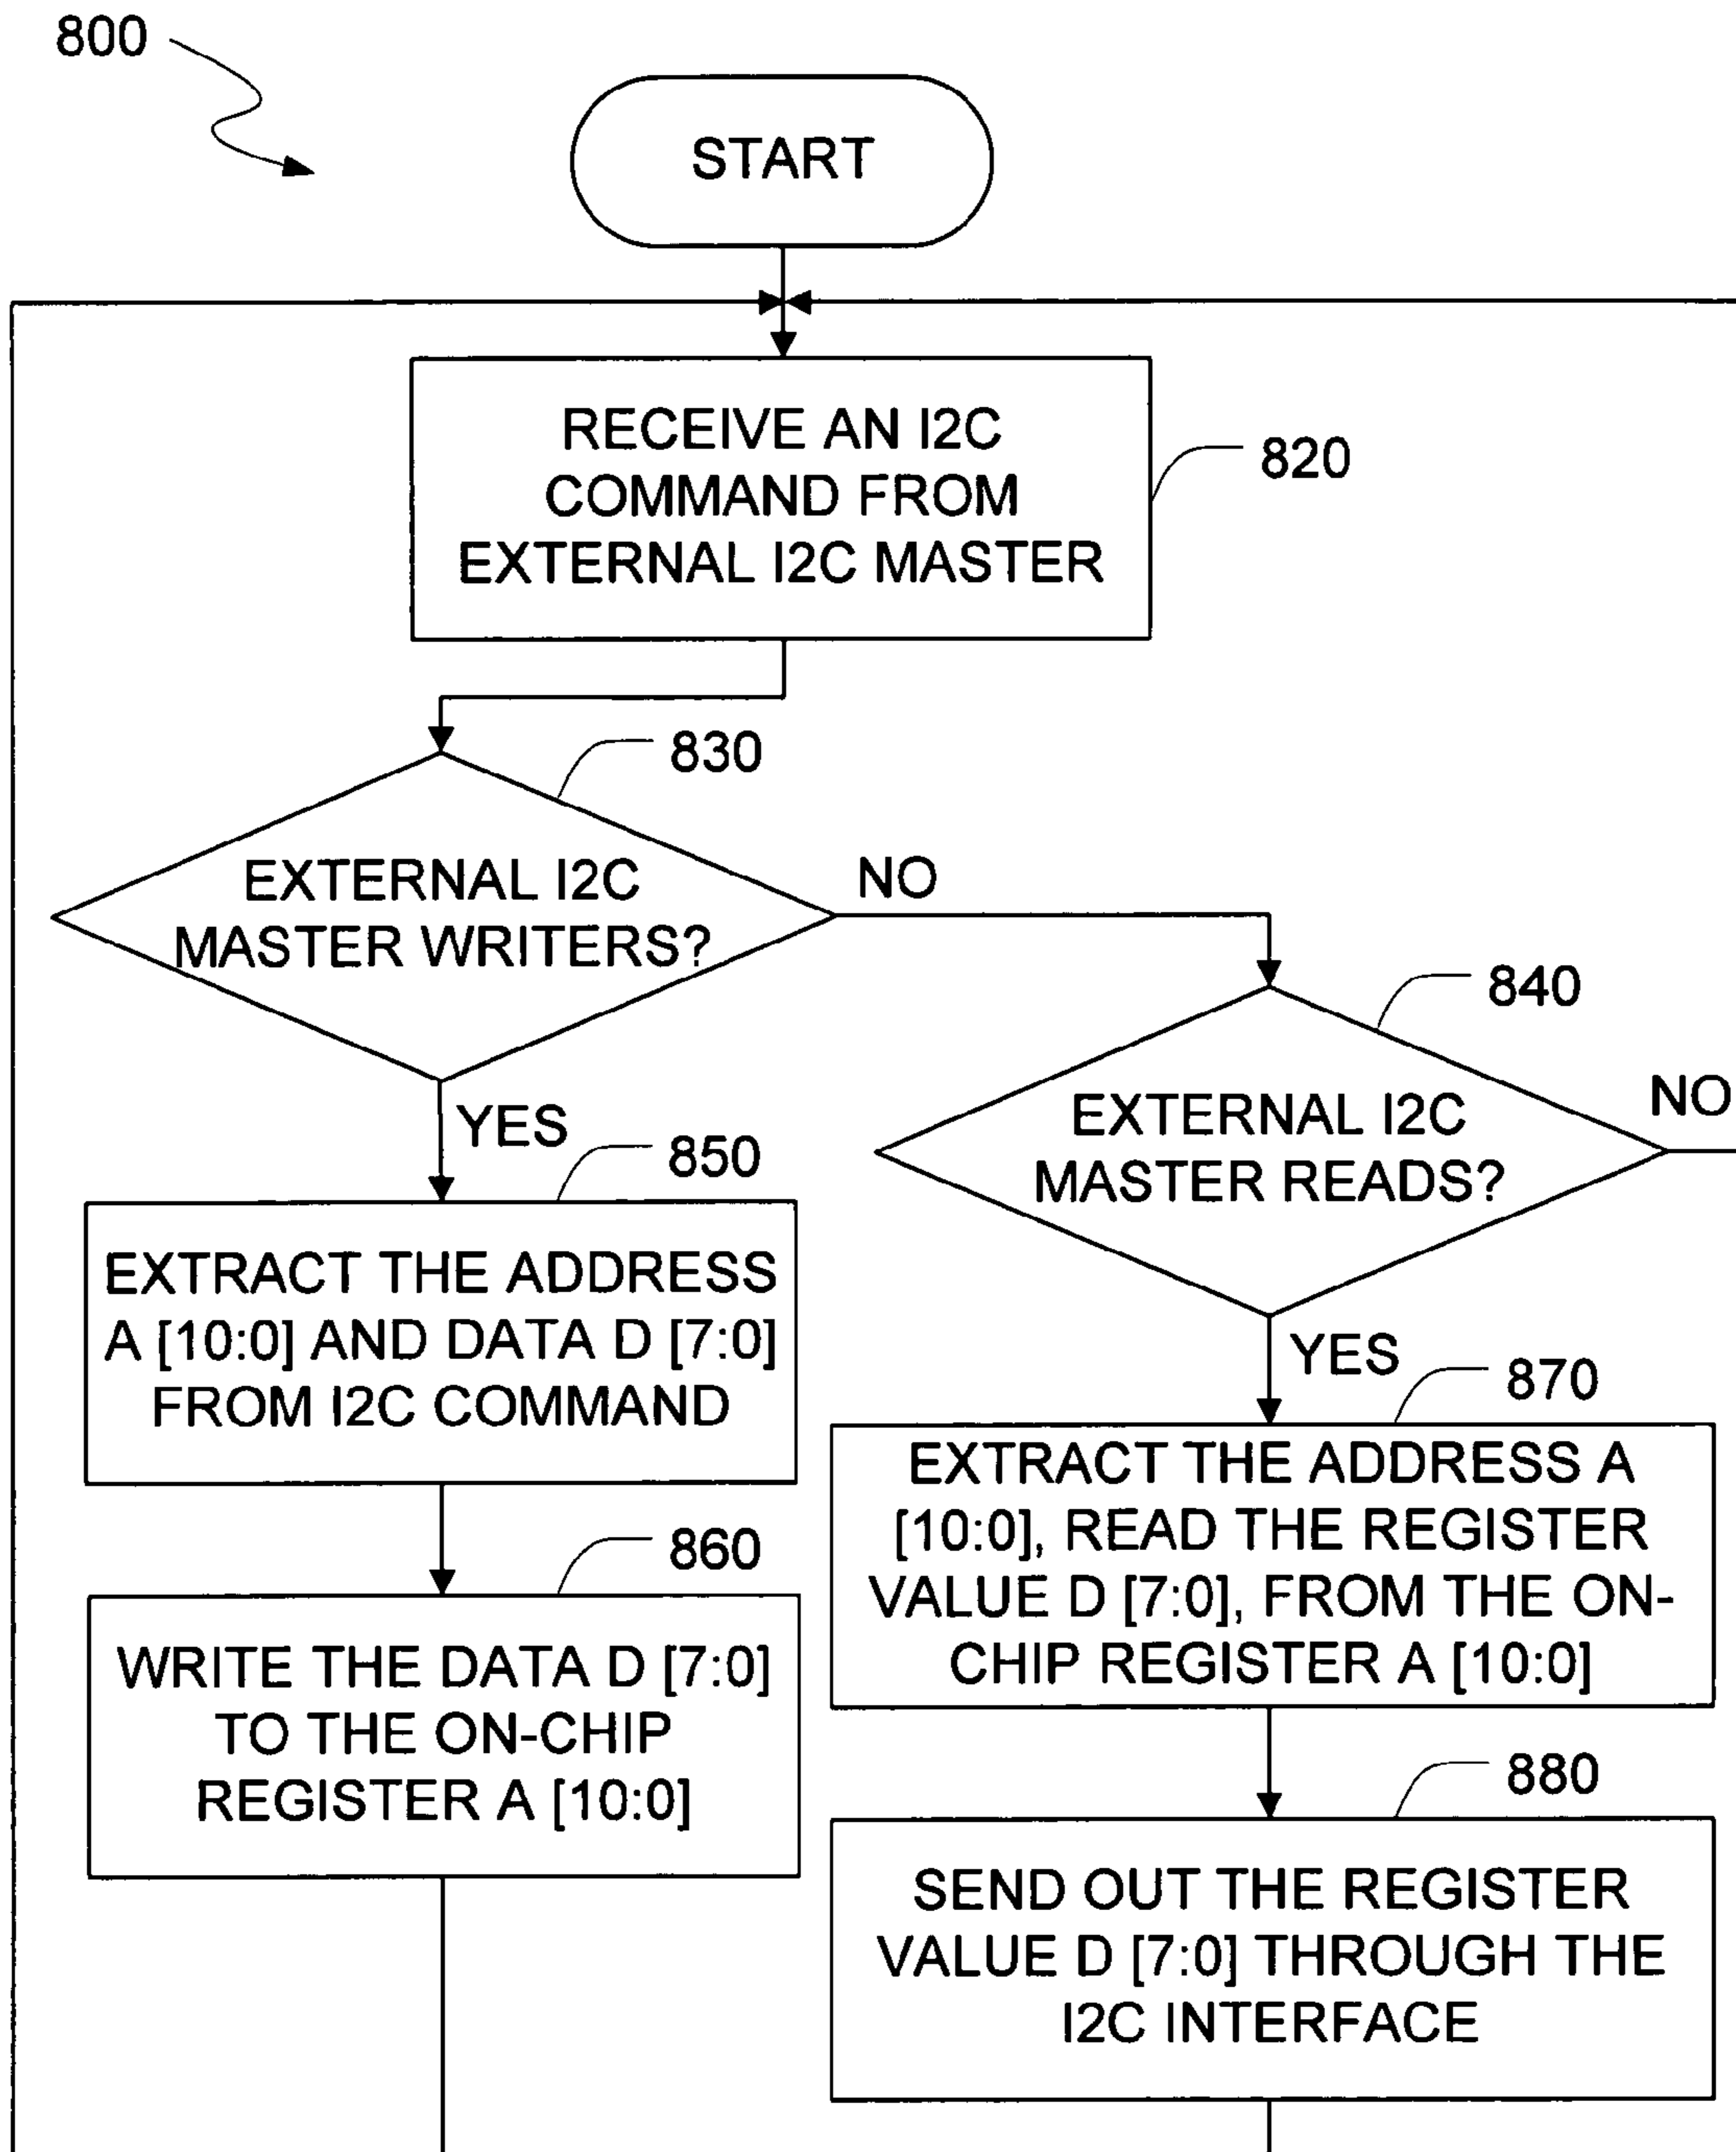 800
START
RECEIVE AN I2C
COMMAND FROM
EXTERNAL I2C MASTER
820
830
EXTERNAL I2C
MASTER WRITERS?
NO
840
EXTERNAL I2C
MASTER READS?
NO
YES
850
EXTRACT THE ADDRESS
A [10:0] AND DATA D [7:0]
FROM I2C COMMAND
YES
870
EXTRACT THE ADDRESS A
[10:0], READ THE REGISTER
VALUE D [7:0], FROM THE ON-
CHIP REGISTER A [10:0]
860
WRITE THE DATA D [7:0]
TO THE ON-CHIP
REGISTER A [10:0]
880
SEND OUT THE REGISTER
VALUE D [7:0] THROUGH THE
I2C INTERFACE